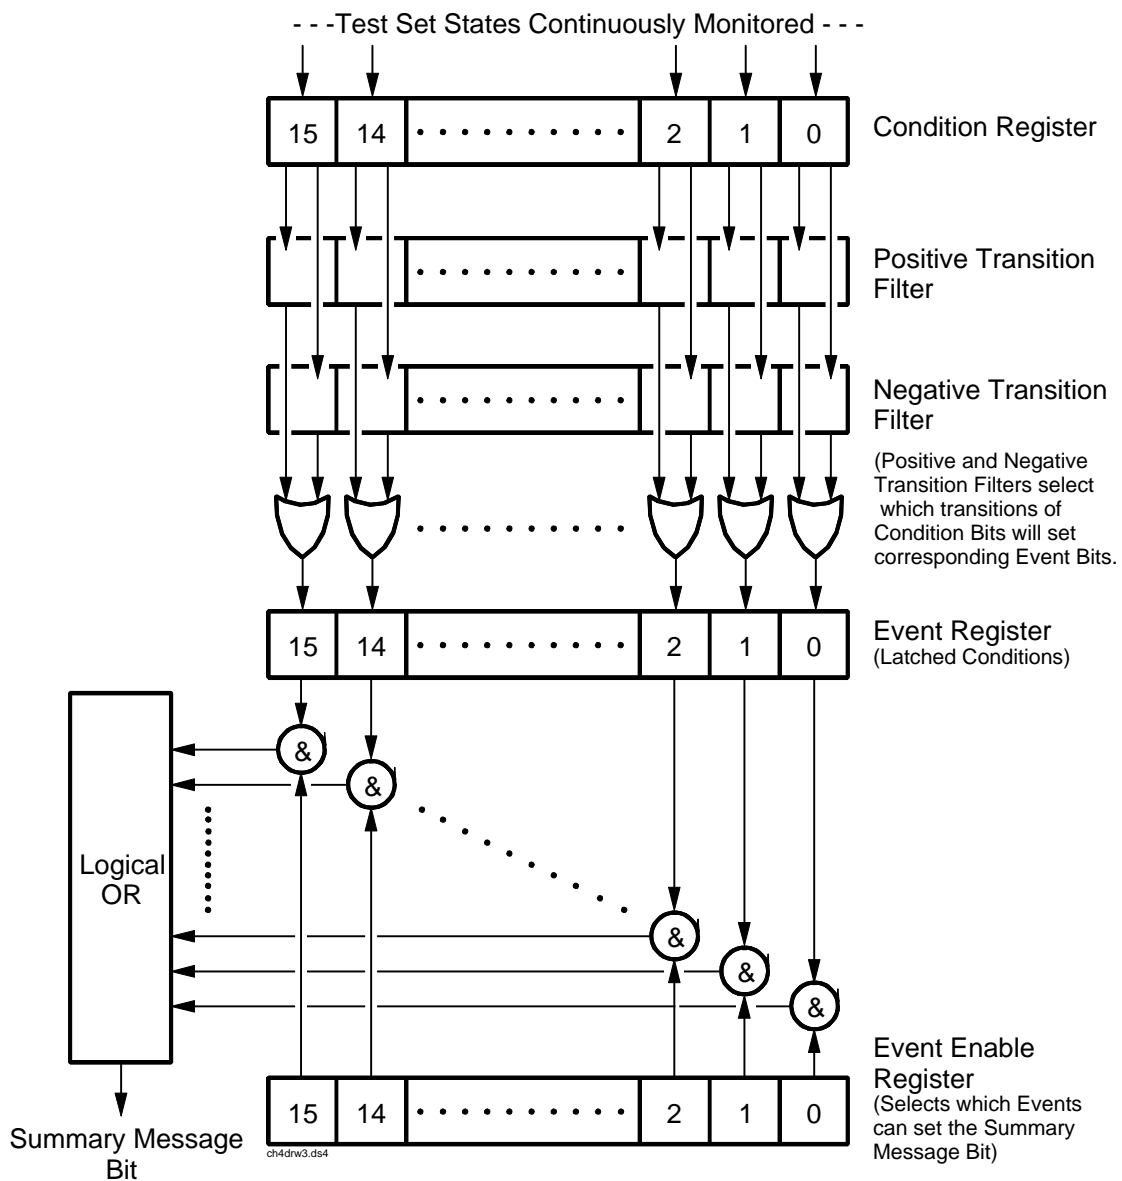 - - -Test Set States Continuously Monitored - - -
15 14 2 1 0
Condition Register
Positive Transition
Filter
Negative Transition
Filter
(Positive and Negative
Transition Filters select
which transitions of
Condition Bits will set
corresponding Event Bits.
15 14 2 1 0
Event Register
(Latched Conditions)
&
&
Logical
OR
&
&
&
Event Enable
Register
(Selects which Events
can set the Summary
Message Bit)
15 14 2 1 0
Summary Message
Bit
ch4drw3.ds4